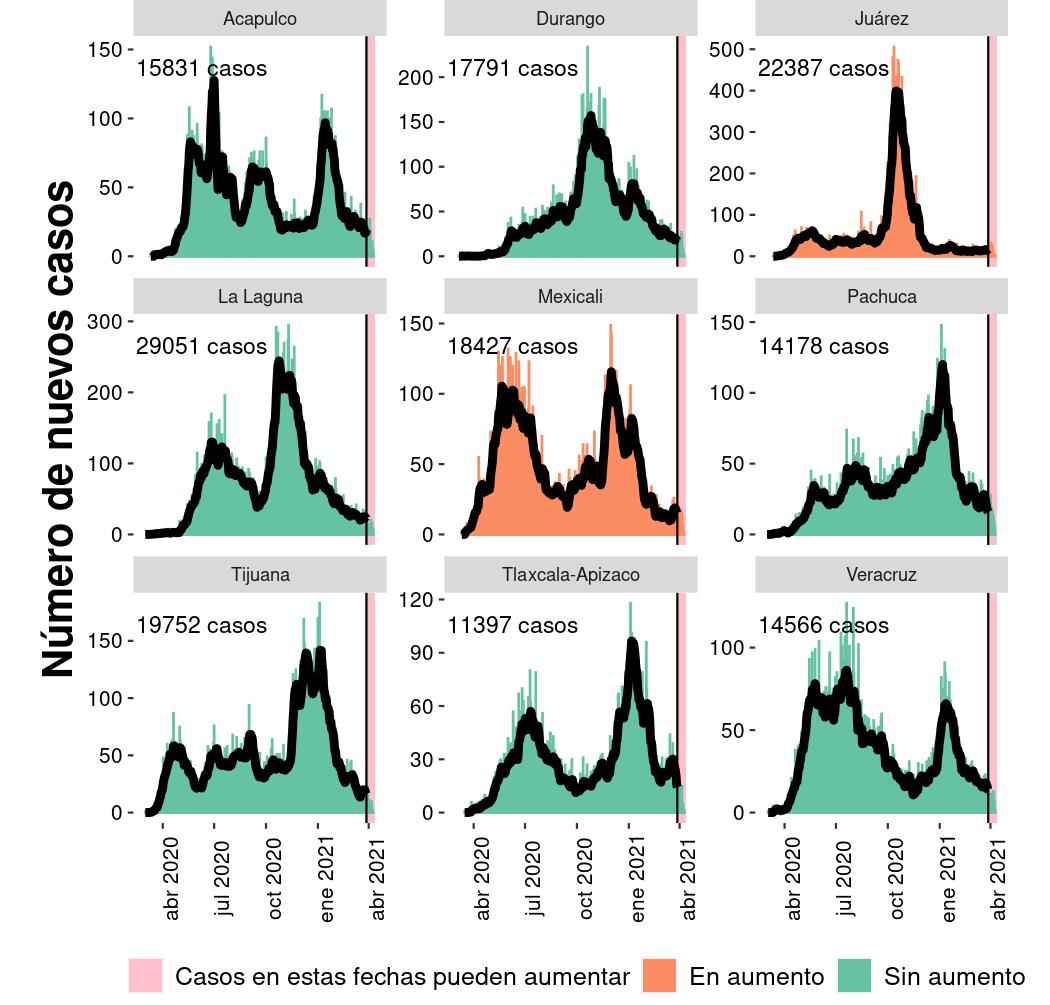 Número de nuevos casos
Acapulco
Durango
Juárez
150
100
50
0
15831 casos
200
150
100
50
0
17791 casos
500
400
300
200
100
0
22387 casos
La Laguna
Mexicali
Pachuca
300
200
100
0
29051 casos
150
100
50
0
18427 casos
150
100
50
0
14178 casos
Tijuana
Tlaxcala-Apizaco
Veracruz
150
100
50
0
19752 casos
120
90
60
30
0
11397 casos
100
50
0
14566 casos
abr 2020
jul 2020
oct 2020
ene 2021
abr 2021
abr 2020
jul 2020
oct 2020
ene 2021
abr 2021
abr 2020
jul 2020
oct 2020
ene 2021
abr 2021
Casos en estas fechas pueden aumentar
En aumento
Sin aumento